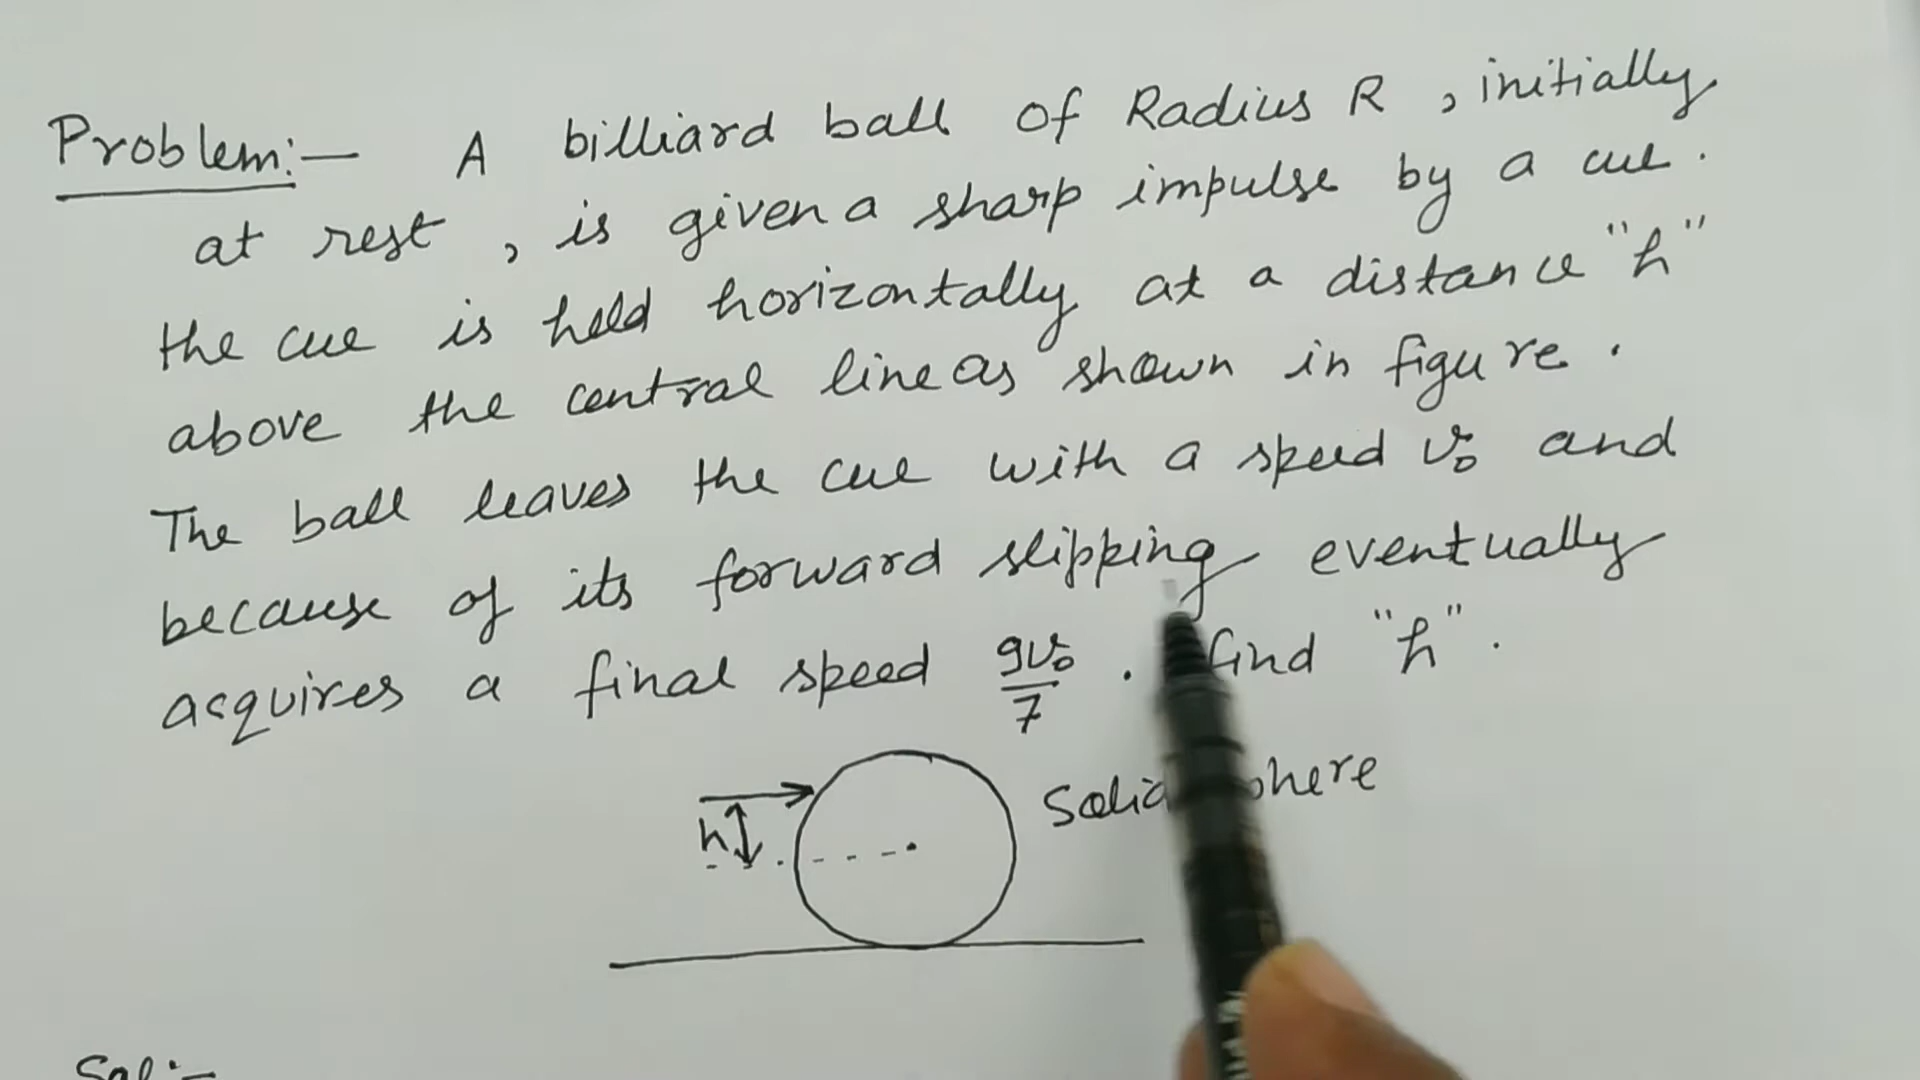 Problem:— A billiard ball of Radius R , initially
at rest , is given a sharp impulse by a cue .
the cue is held horizontally at a distance "h"
above the central line as shown in figure .
The ball leaves the cue with a speed v₀ and
because of its forward slipping eventually
acquires a final speed 9v₀/7 . find "h" .
h
Sol:-